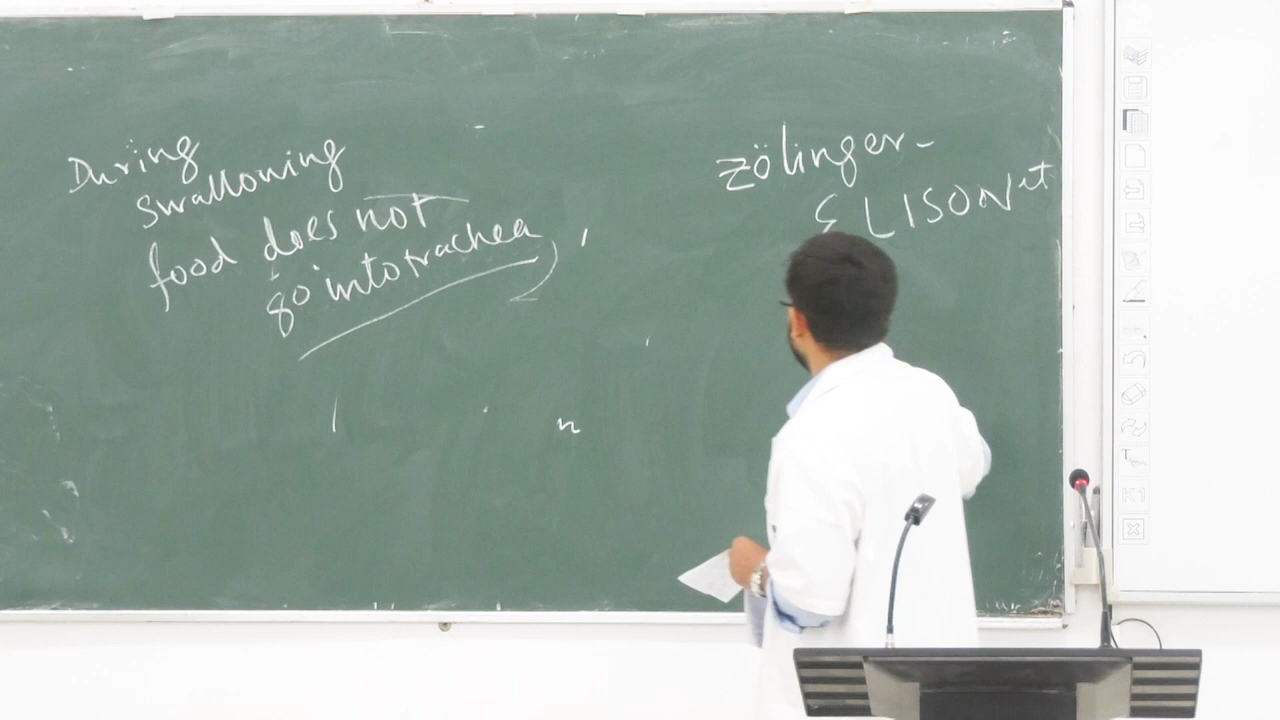 During
swallowing
food does not
go into trachea
zölinger-
ELISON